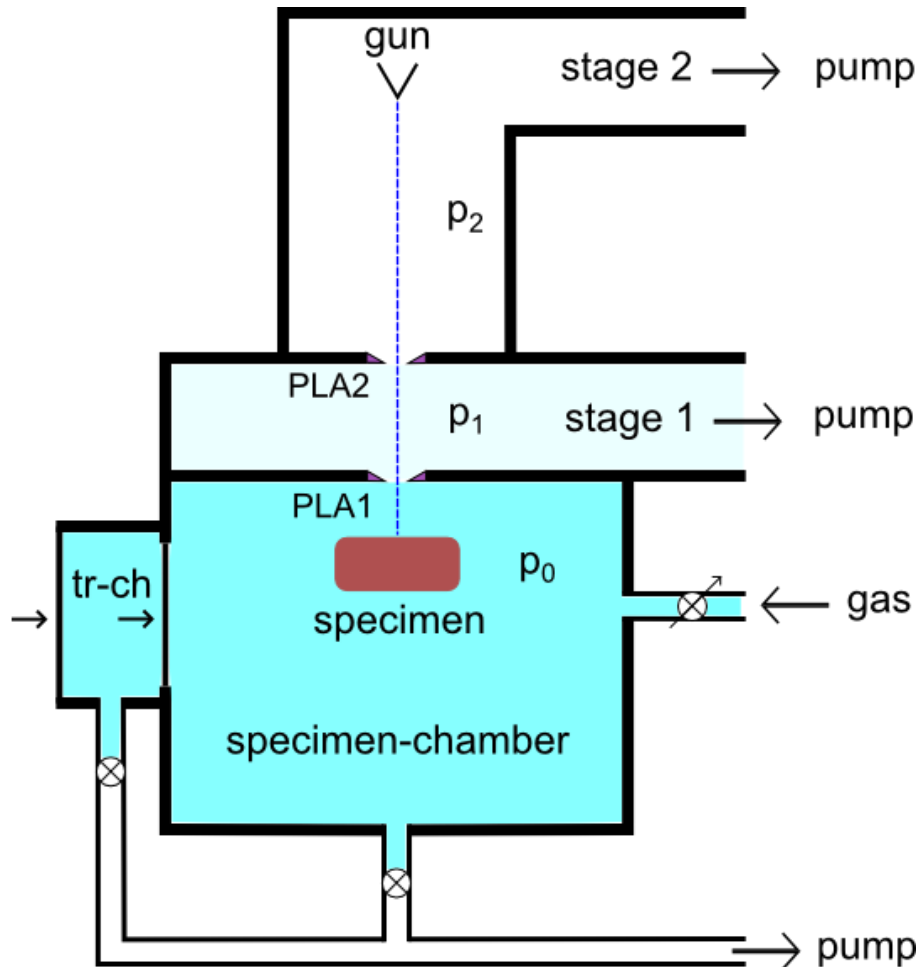 gun
stage 2
pump
p₂
PLA2
p₁
stage 1
pump
PLA1
p₀
tr-ch
specimen
gas
specimen-chamber
pump